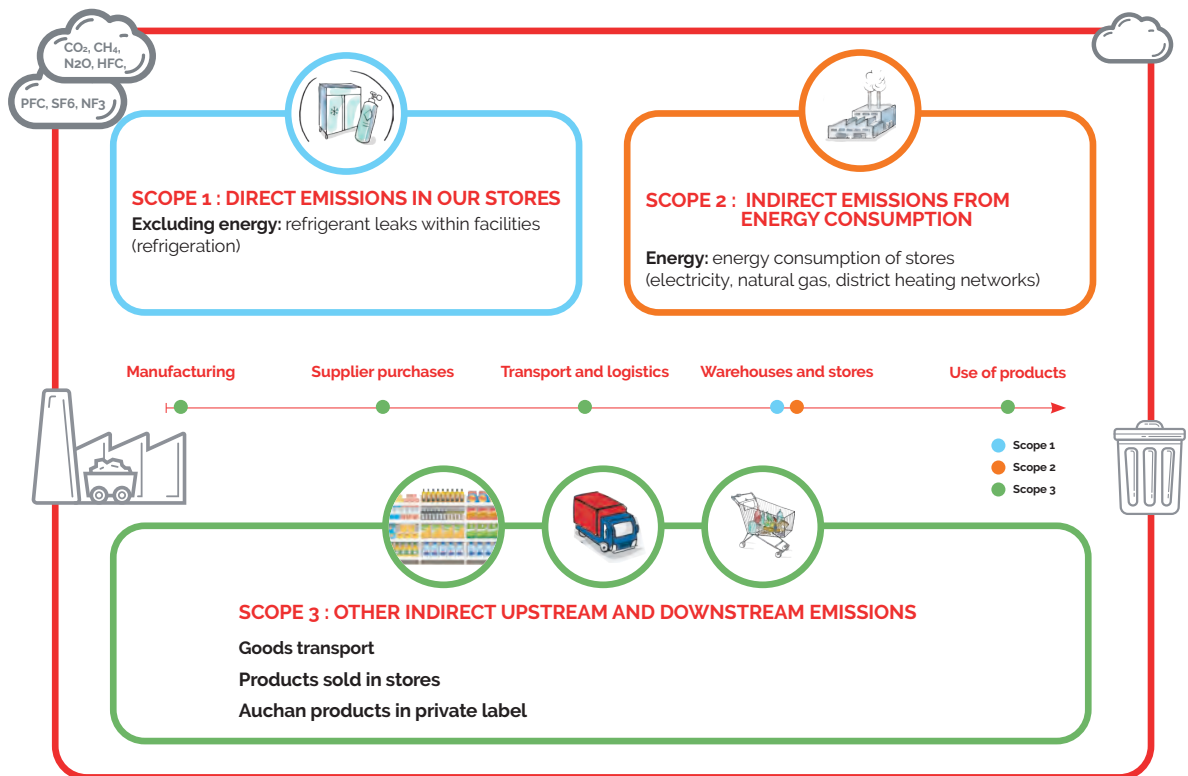 CO₂, CH₄,
N2O, HFC,
PFC, SF6, NF3
SCOPE 1 : DIRECT EMISSIONS IN OUR STORES
Excluding energy: refrigerant leaks within facilities
(refrigeration)
SCOPE 2 : INDIRECT EMISSIONS FROM
ENERGY CONSUMPTION
Energy: energy consumption of stores
(electricity, natural gas, district heating networks)
Manufacturing
Supplier purchases
Transport and logistics
Warehouses and stores
Use of products
Scope 1
Scope 2
Scope 3
SCOPE 3 : OTHER INDIRECT UPSTREAM AND DOWNSTREAM EMISSIONS
Goods transport
Products sold in stores
Auchan products in private label